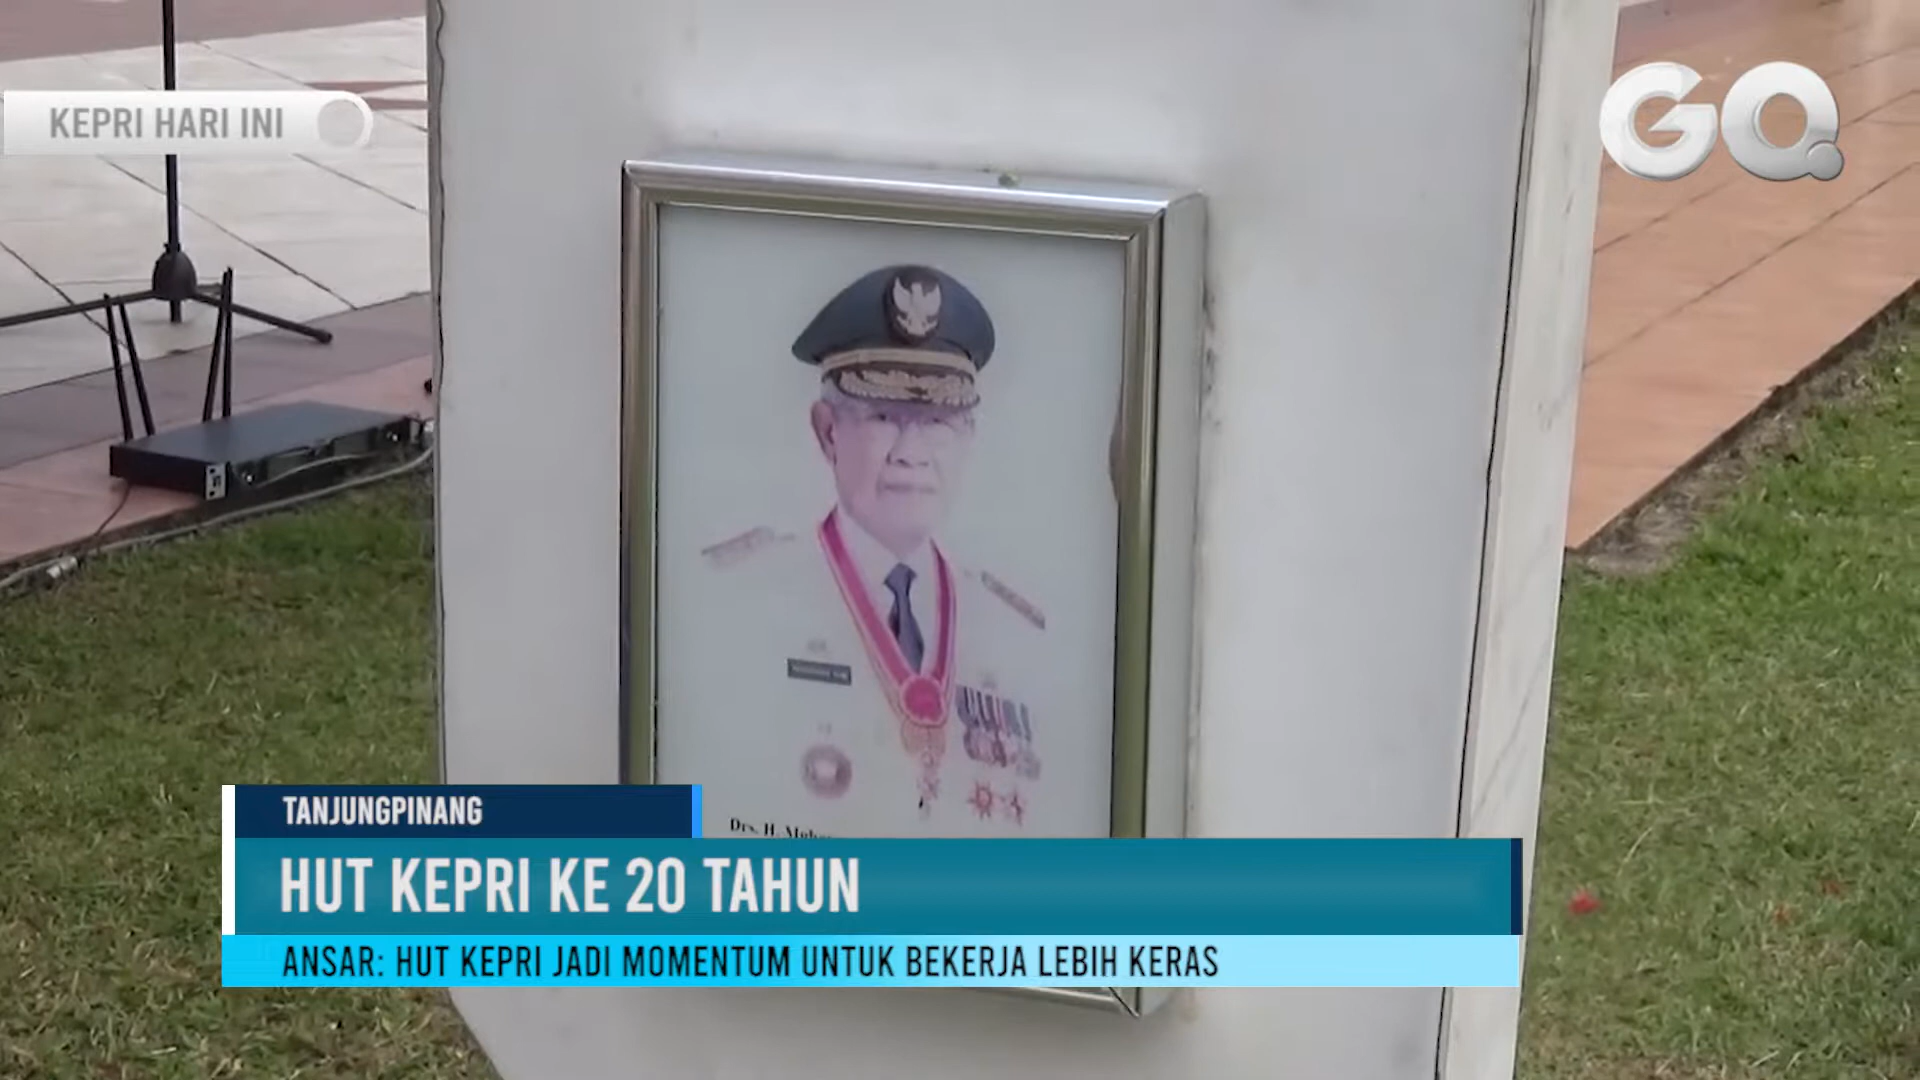 KEPRI HARI INI
GQ
Drs. H.
TANJUNGPINANG
HUT KEPRI KE 20 TAHUN
ANSAR: HUT KEPRI JADI MOMENTUM UNTUK BEKERJA LEBIH KERAS